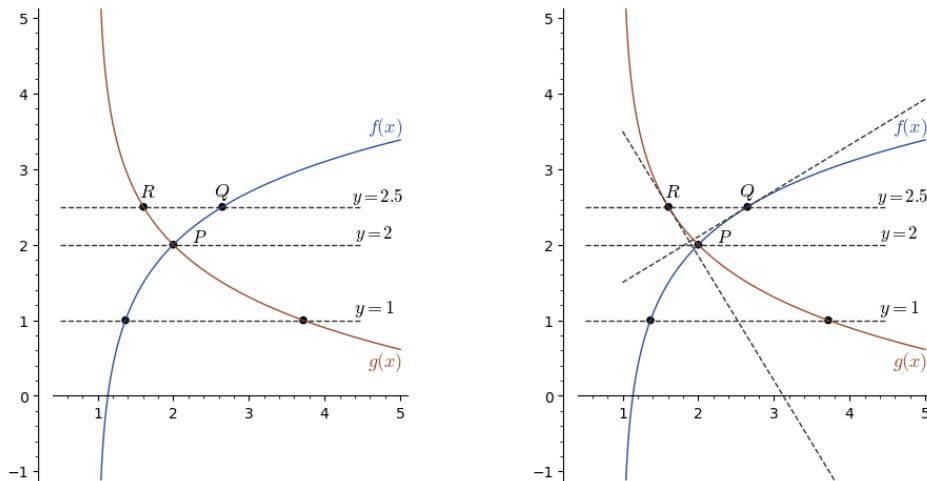 5
4
f(x)
3
R Q
y = 2.5
P y = 2
2
y = 1
1
g(x)
0
1 2 3 4 5
−1
5
4
f(x)
3
R Q
y = 2.5
P y = 2
2
y = 1
1
g(x)
0
1 2 3 4 5
−1